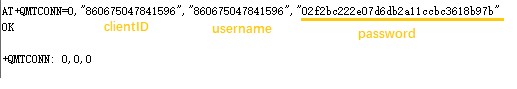 AT+QMTCONN=0,"860675047841596","860675047841596","02f2bc222e07d6db2a11ccbc3618b97b"
OK
clientID username password
+QMTCONN: 0,0,0